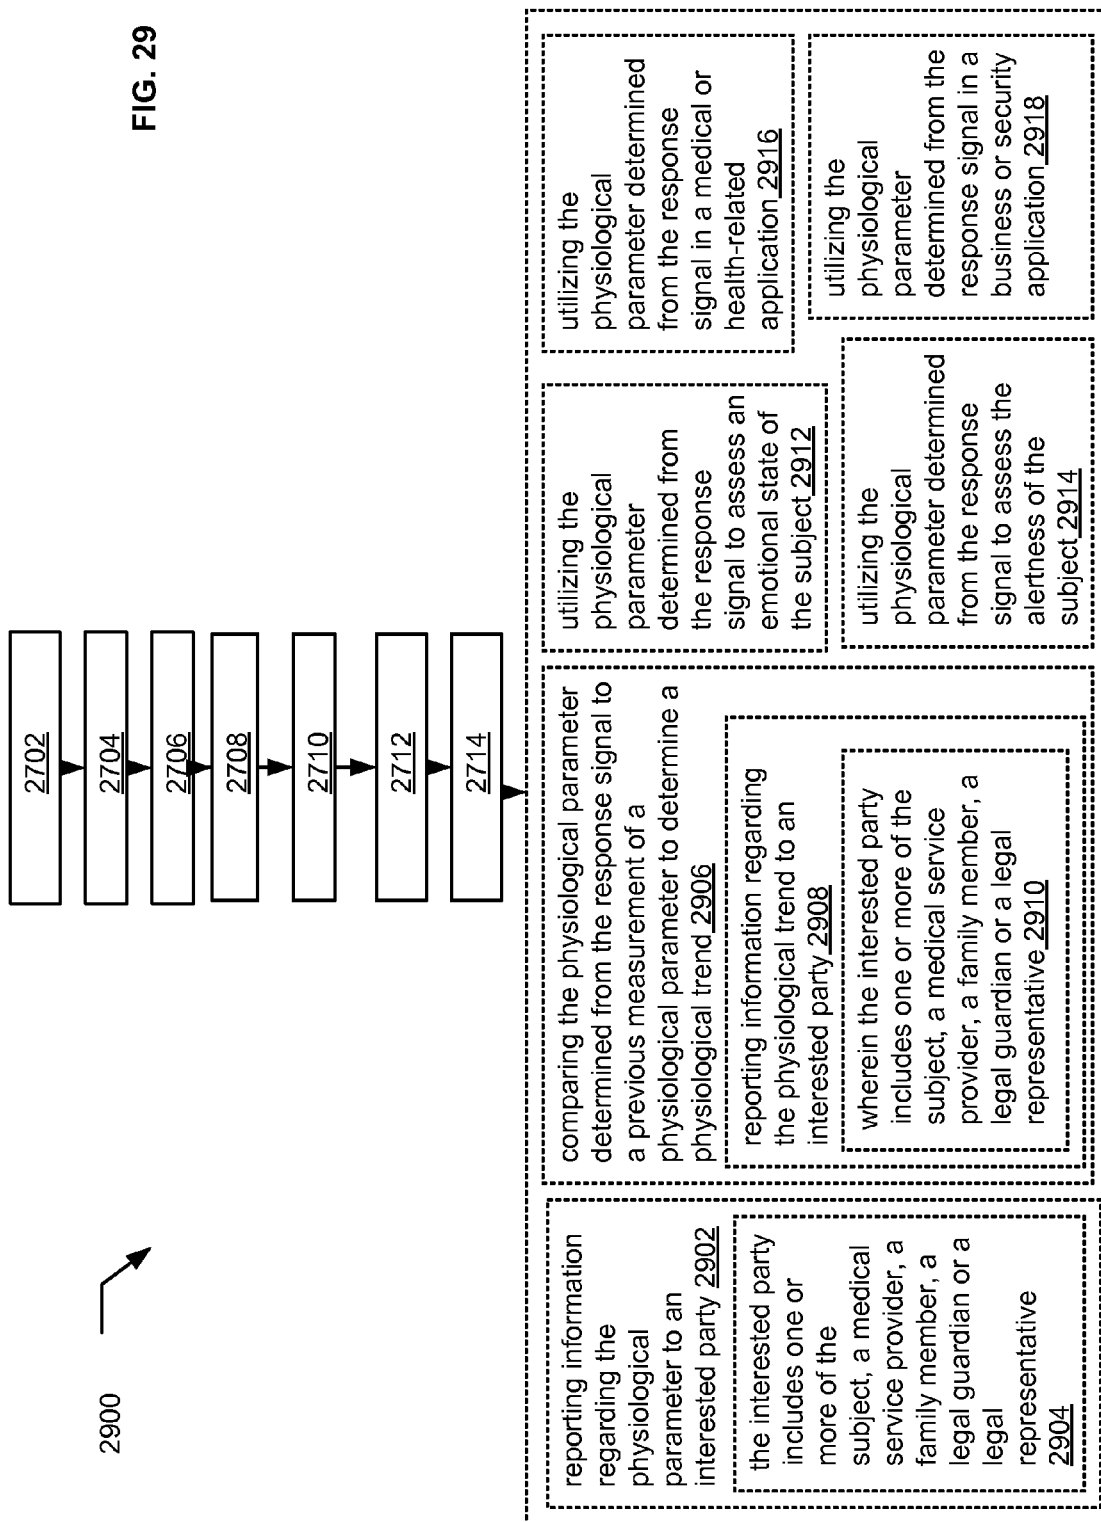 FIG. 29
2900
2702
2704
2706
2708
2710
2712
2714
reporting information
regarding the
physiological
parameter to an
interested party 2902
the interested party
includes one or
more of the
subject, a medical
service provider, a
family member, a
legal guardian or a
legal
representative
2904
comparing the physiological parameter
determined from the response signal to
a previous measurement of a
physiological parameter to determine a
physiological trend 2906
reporting information regarding
the physiological trend to an
interested party 2908
wherein the interested party
includes one or more of the
subject, a medical service
provider, a family member, a
legal guardian or a legal
representative 2910
utilizing the
physiological
parameter
determined from
the response
signal to assess an
emotional state of
the subject 2912
utilizing the
physiological
parameter determined
from the response
signal to assess the
alertness of the
subject 2914
utilizing the
physiological
parameter determined
from the response
signal in a medical or
health-related
application 2916
utilizing the
physiological
parameter
determined from the
response signal in a
business or security
application 2918